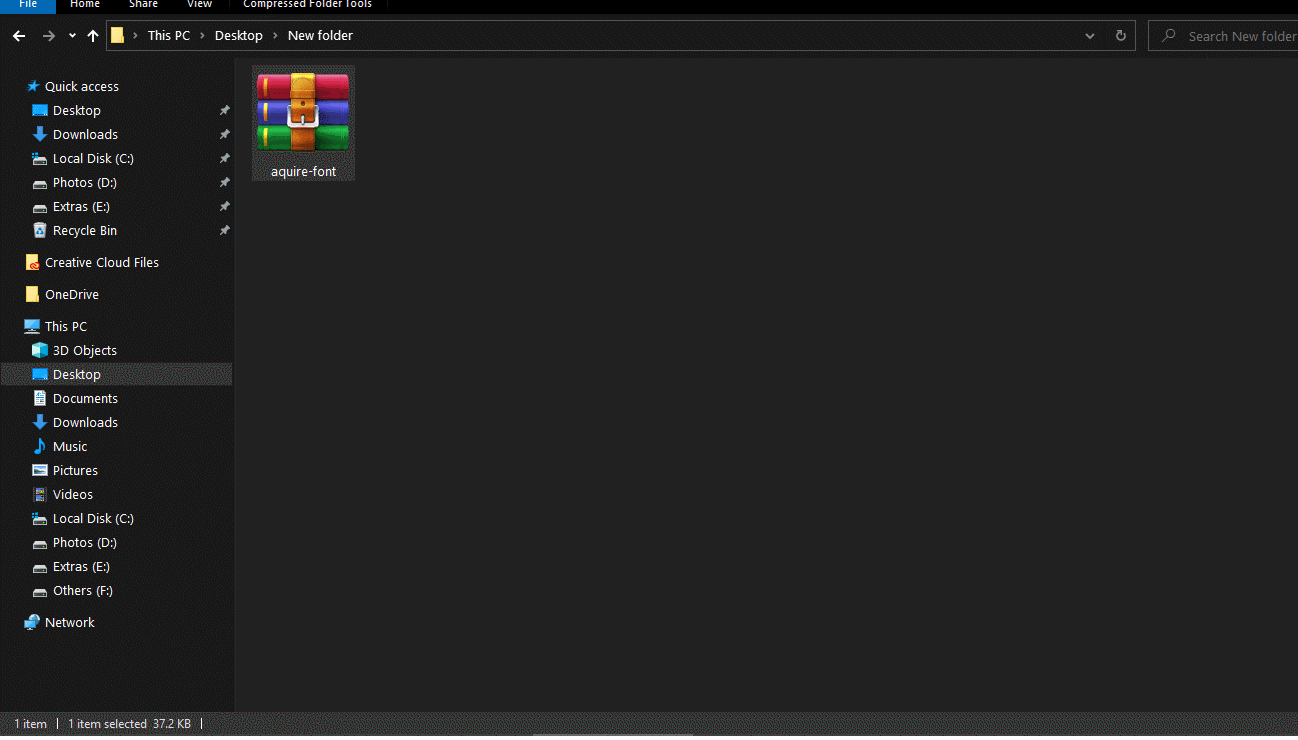 File Home Share View Compressed Folder Tools
This PC Desktop New folder
Search New folder
Quick access
Desktop
Downloads
Local Disk (C:)
Photos (D:)
Extras (E:)
Recycle Bin
Creative Cloud Files
OneDrive
This PC
3D Objects
Desktop
Documents
Downloads
Music
Pictures
Videos
Local Disk (C:)
Photos (D:)
Extras (E:)
Others (F:)
Network
aquire-font
1 item 1 item selected 37.2 KB